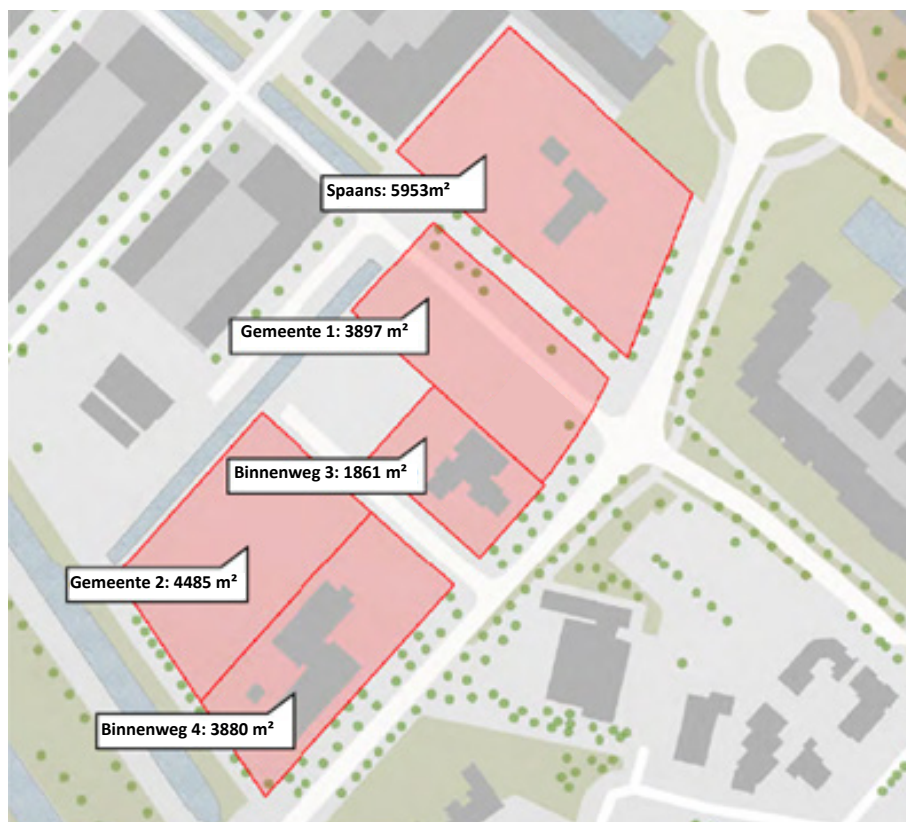 Spaans: 5953m²
Gemeente 1: 3897 m²
Binnenweg 3: 1861 m²
Gemeente 2: 4485 m²
Binnenweg 4: 3880 m²